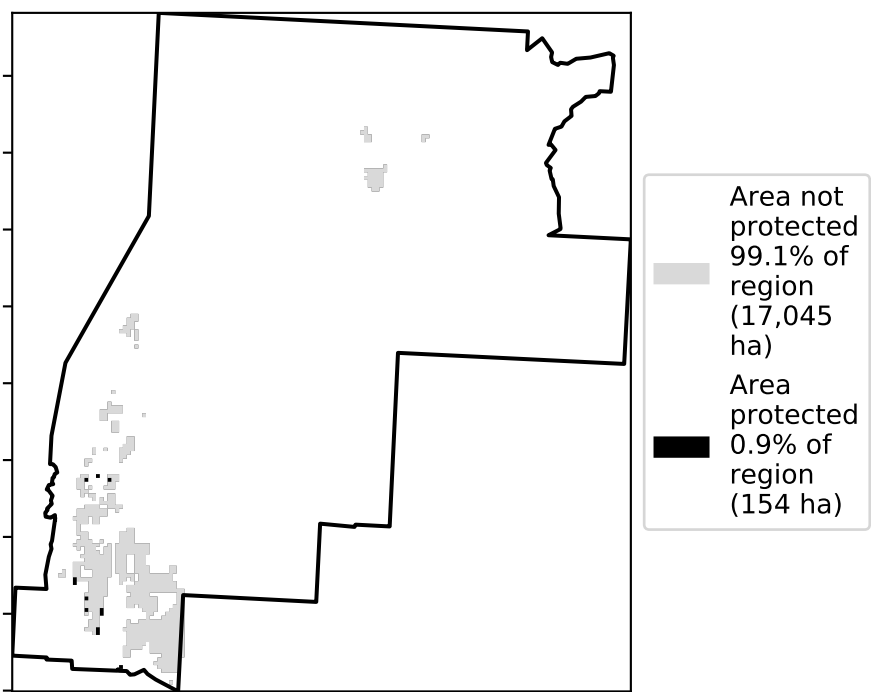 Area not
protected
99.1% of
region
(17,045
ha)
Area
protected
0.9% of
region
(154 ha)